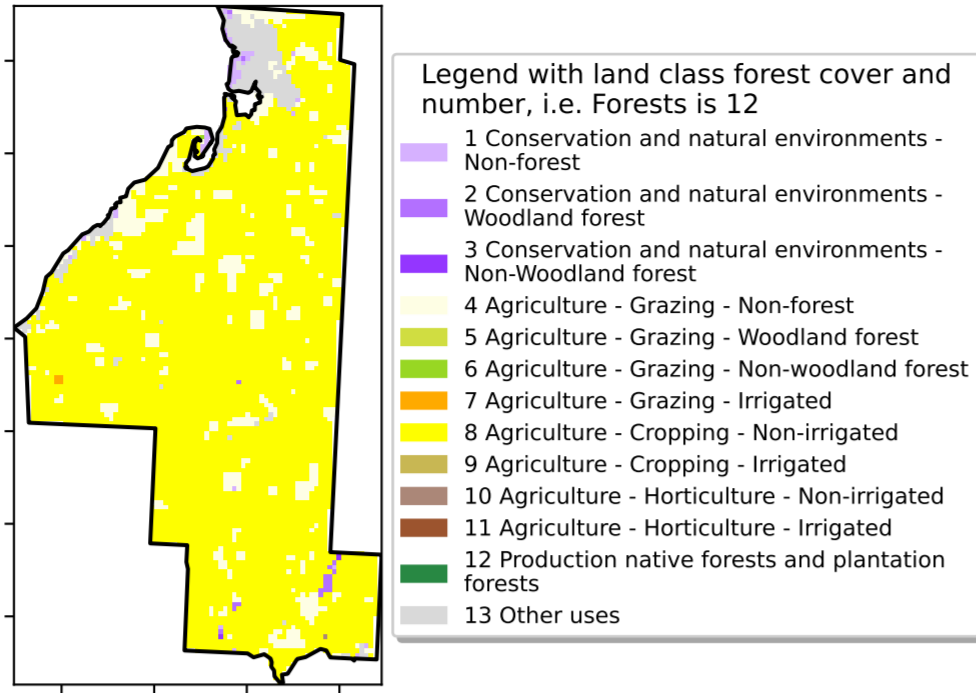 Legend with land class forest cover and
number, i.e. Forests is 12
1 Conservation and natural environments -
Non-forest
2 Conservation and natural environments -
Woodland forest
3 Conservation and natural environments -
Non-Woodland forest
4 Agriculture - Grazing - Non-forest
5 Agriculture - Grazing - Woodland forest
6 Agriculture - Grazing - Non-woodland forest
7 Agriculture - Grazing - Irrigated
8 Agriculture - Cropping - Non-irrigated
9 Agriculture - Cropping - Irrigated
10 Agriculture - Horticulture - Non-irrigated
11 Agriculture - Horticulture - Irrigated
12 Production native forests and plantation
forests
13 Other uses